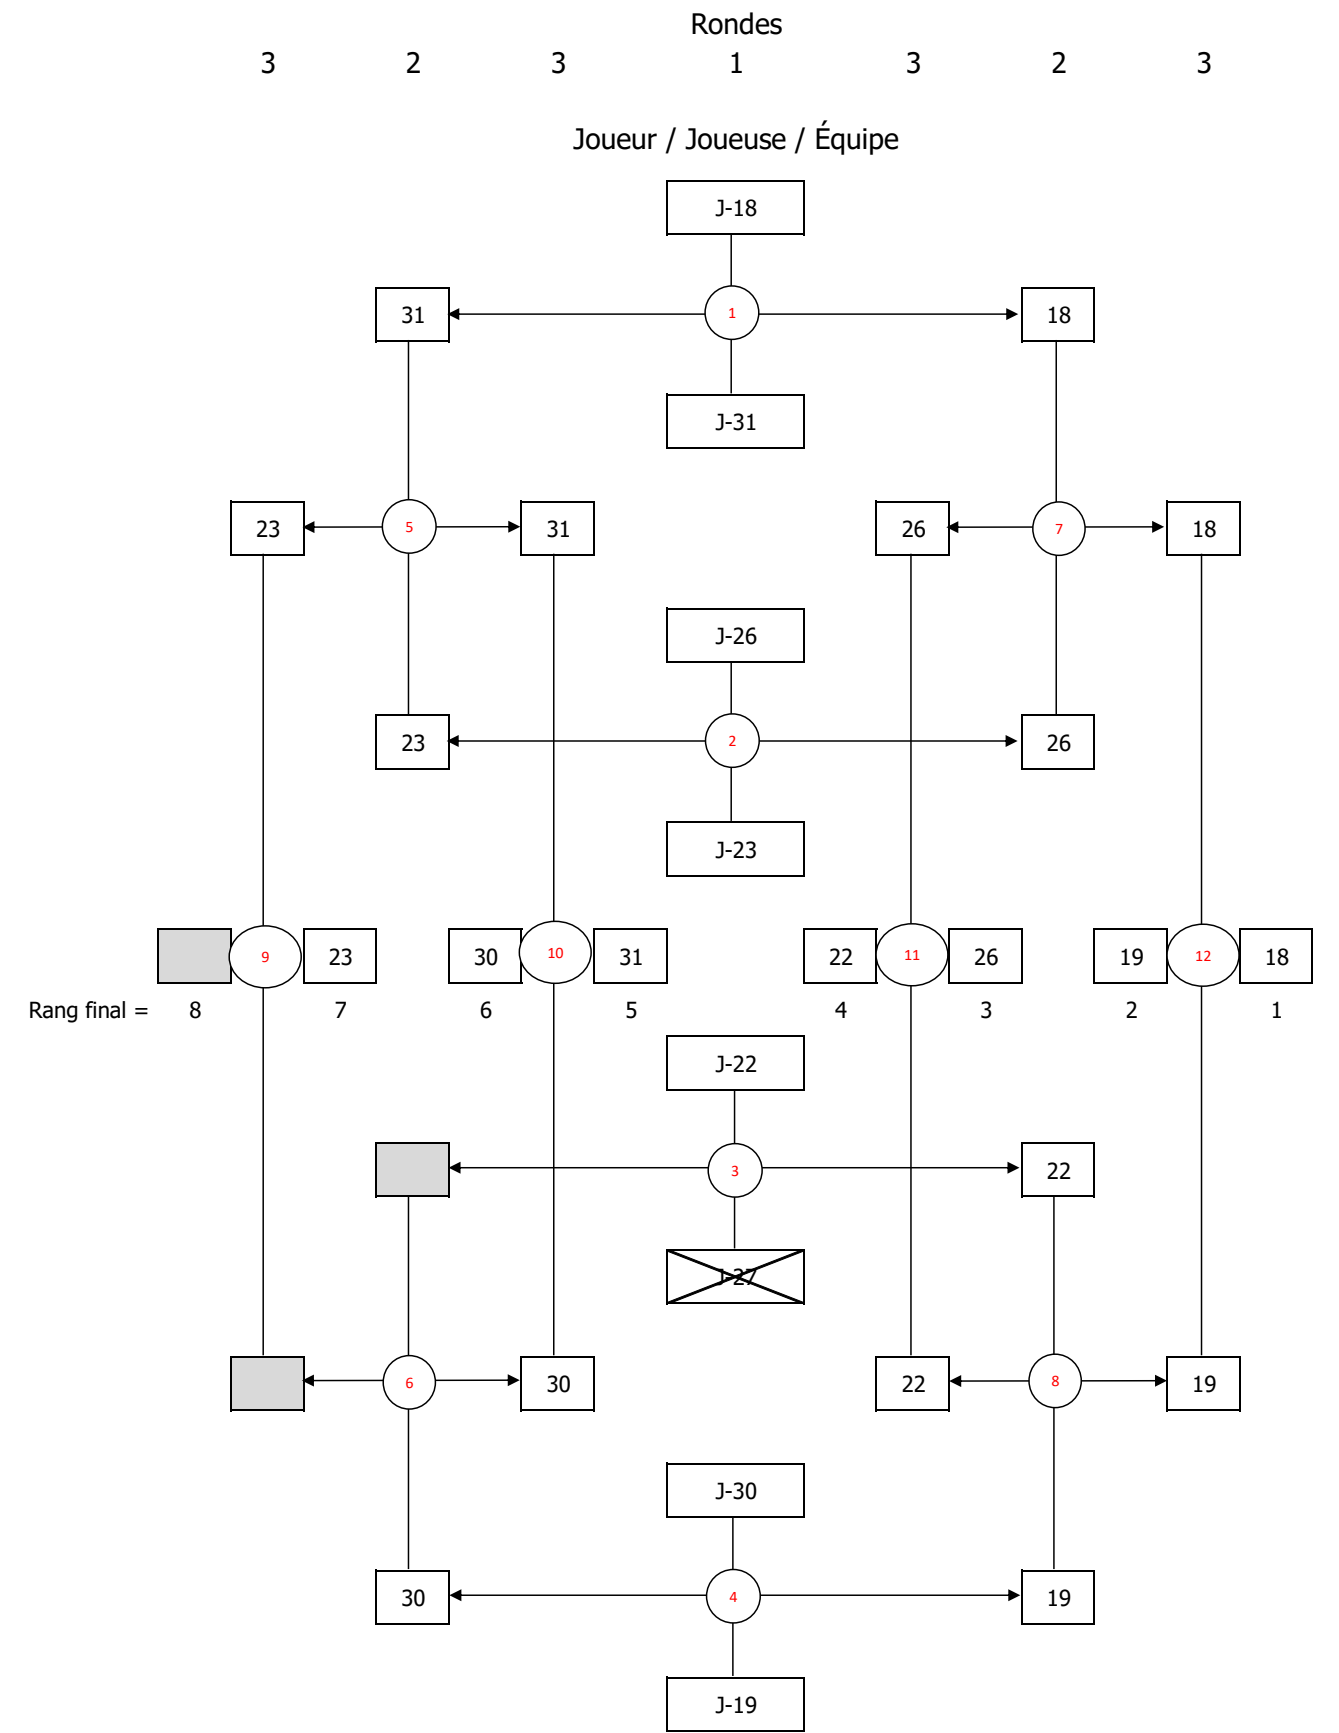 Rondes
3 2 3 1 3 2 3
Joueur / Joueuse / Équipe
J-18
31 1 18
J-31
23 5 31 26 7 18
J-26
23 2 26
J-23
9 23 30 10 31 22 11 26 19 12 18
Rang final = 8 7 6 5 4 3 2 1
J-22
3 22
J-27
6 30 22 8 19
J-30
30 4 19
J-19